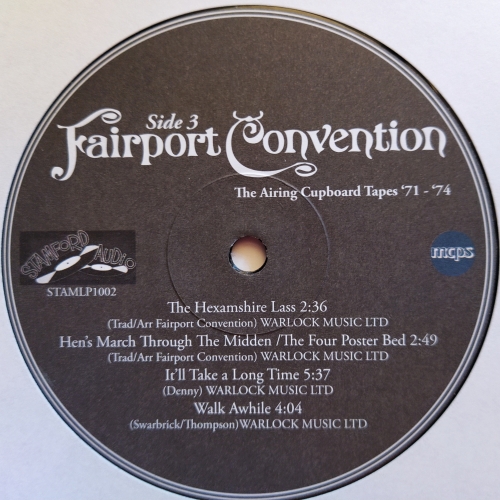 Side 3
Fairport Convention
The Airing Cupboard Tapes ‘71 - ‘74
STAMFORD AUDIO
STAMLP1002
mcps
The Hexamshire Lass 2:36
(Trad/Arr Fairport Convention) WARLOCK MUSIC LTD
Hen's March Through The Midden /The Four Poster Bed 2:49
(Trad/Arr Fairport Convention) WARLOCK MUSIC LTD
It'll Take a Long Time 5:37
(Denny) WARLOCK MUSIC LTD
Walk Awhile 4:04
(Swarbrick/Thompson)WARLOCK MUSIC LTD